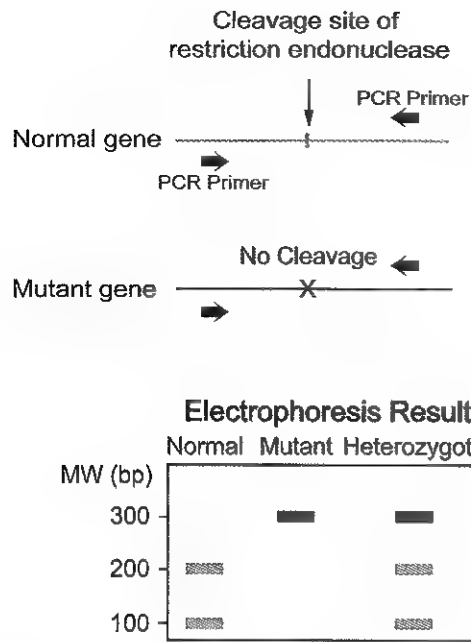 Cleavage site of
restriction endonuclease
PCR Primer
Normal gene
PCR Primer
No Cleavage
Mutant gene
X
Electrophoresis Result
Normal Mutant Heterozygot
MW (bp)
300
200
100